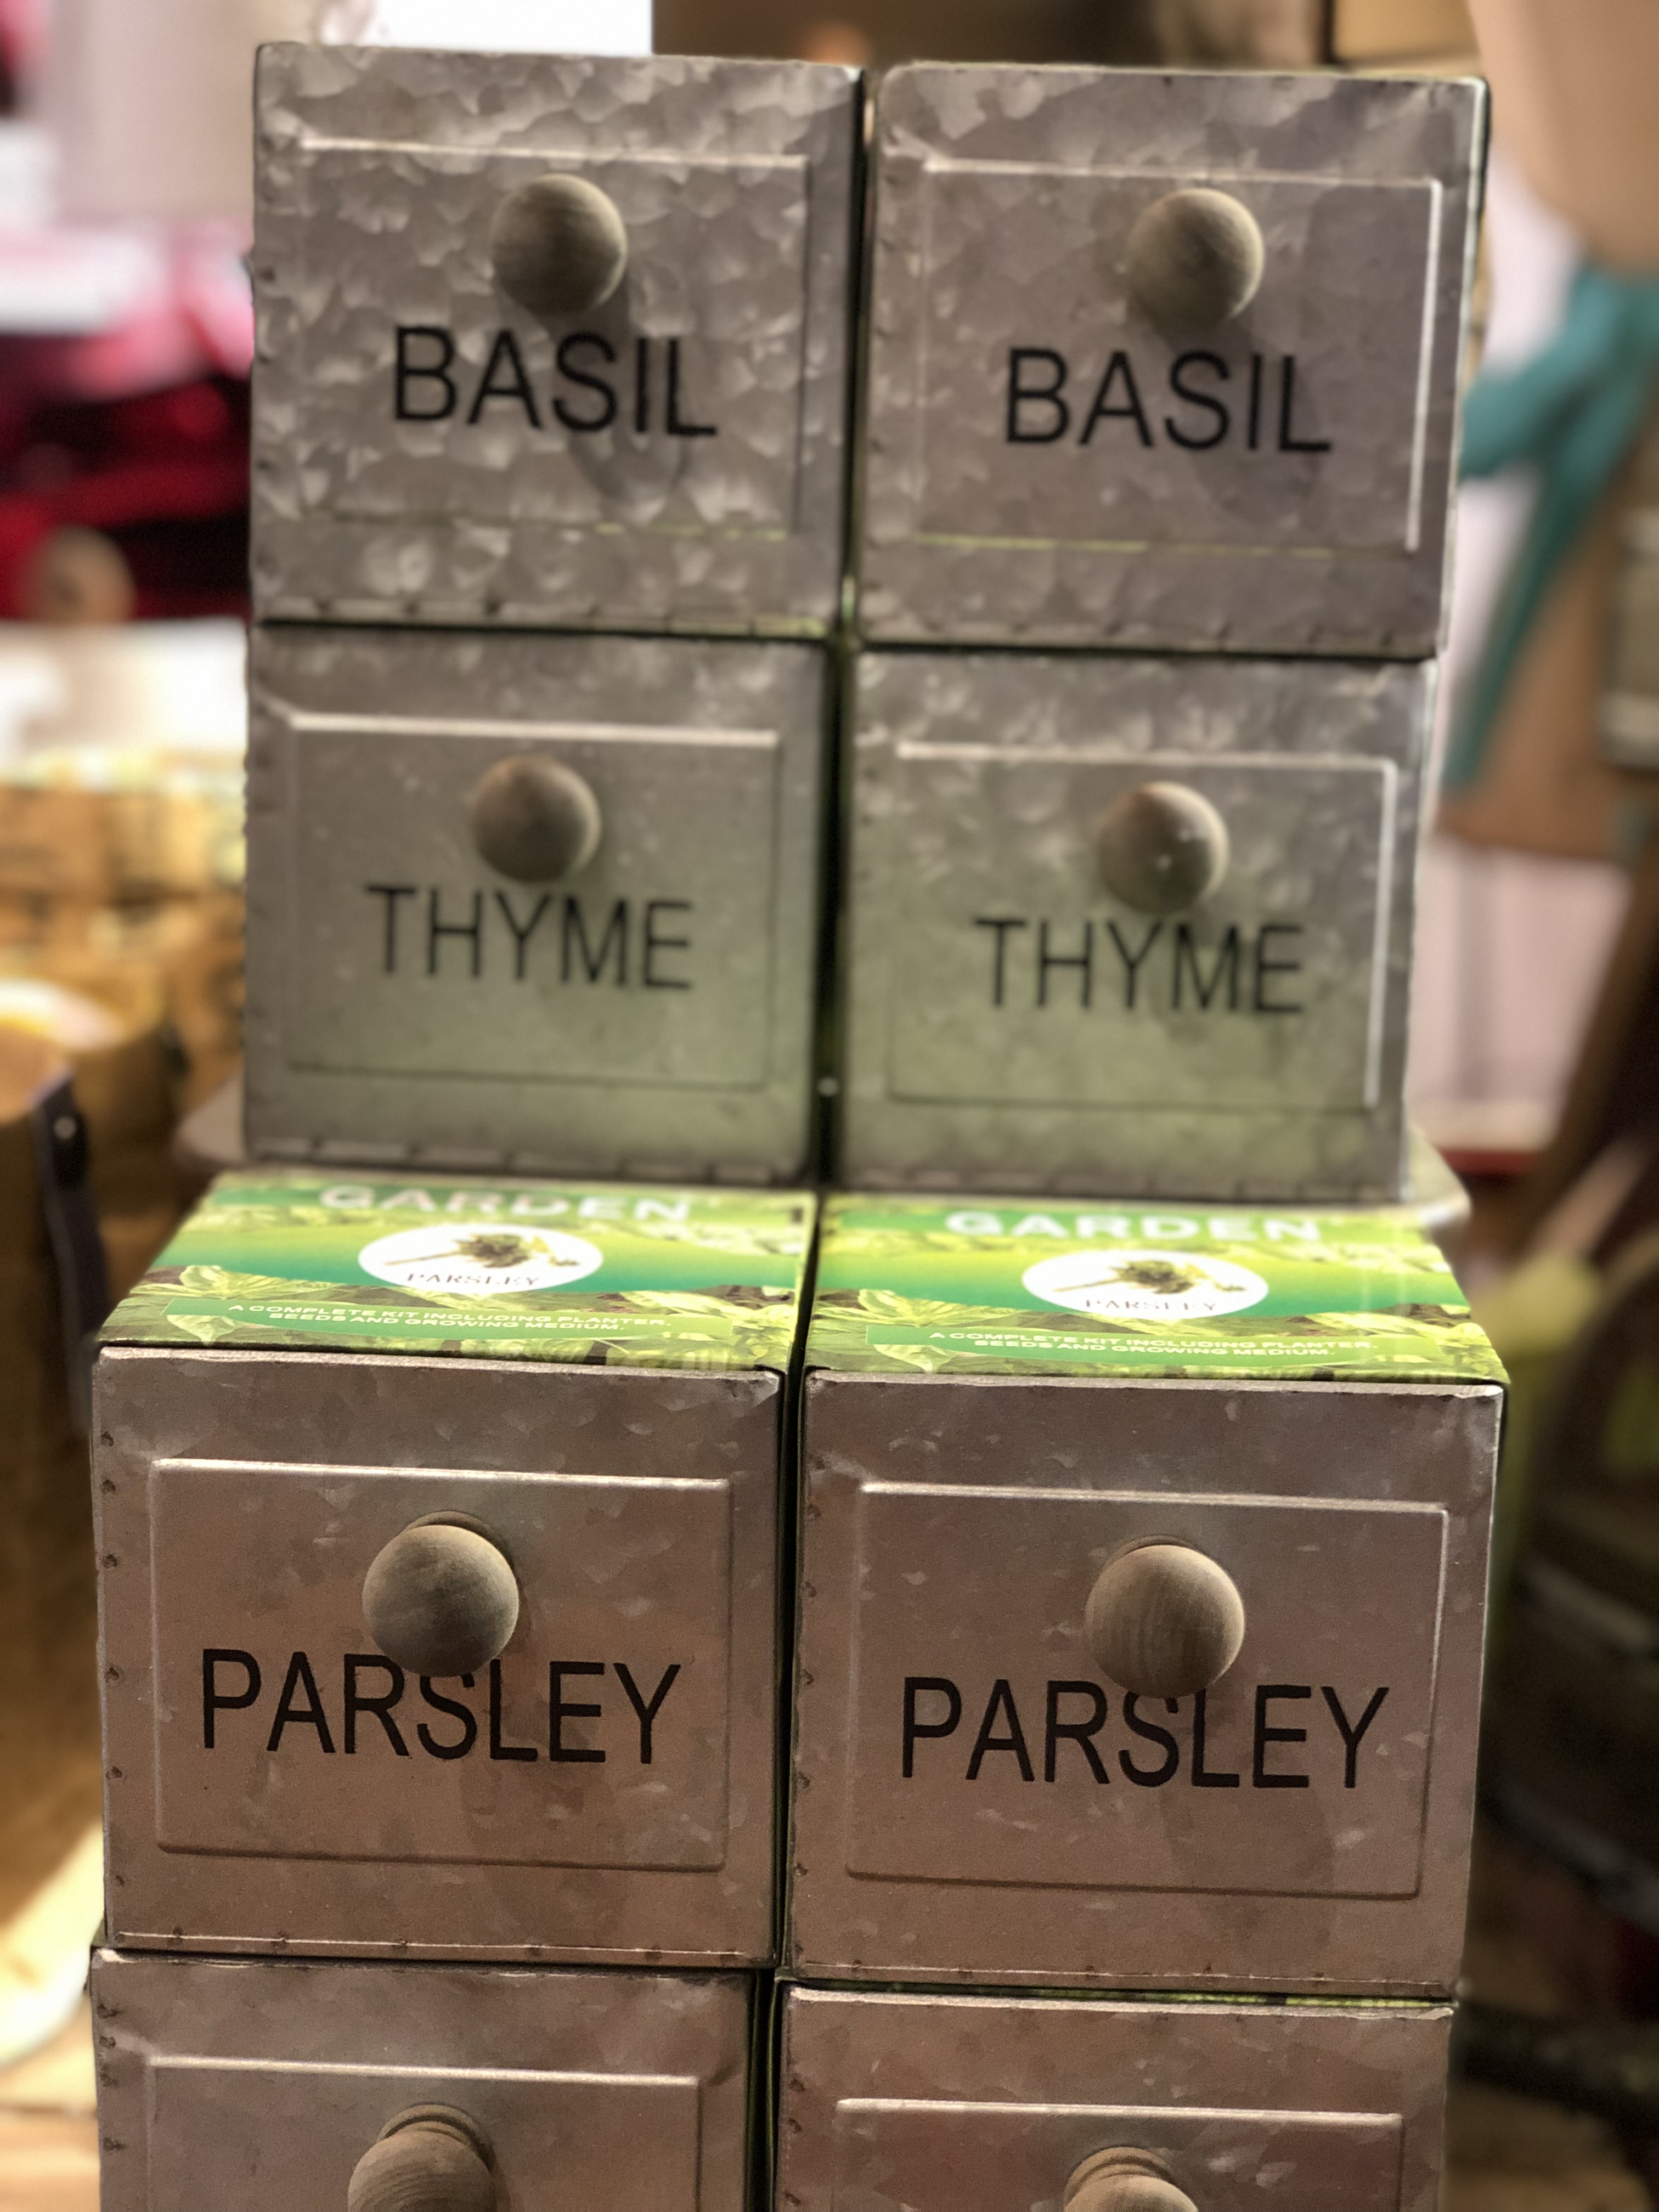 BASIL
BASIL
THYME
THYME
GARDEN
PARSLEY
A COMPLETE KIT INCLUDING PLANTER,
SEEDS AND GROWING MEDIUM.
GARDEN
PARSLEY
A COMPLETE KIT INCLUDING PLANTER,
SEEDS AND GROWING MEDIUM.
PARSLEY
PARSLEY